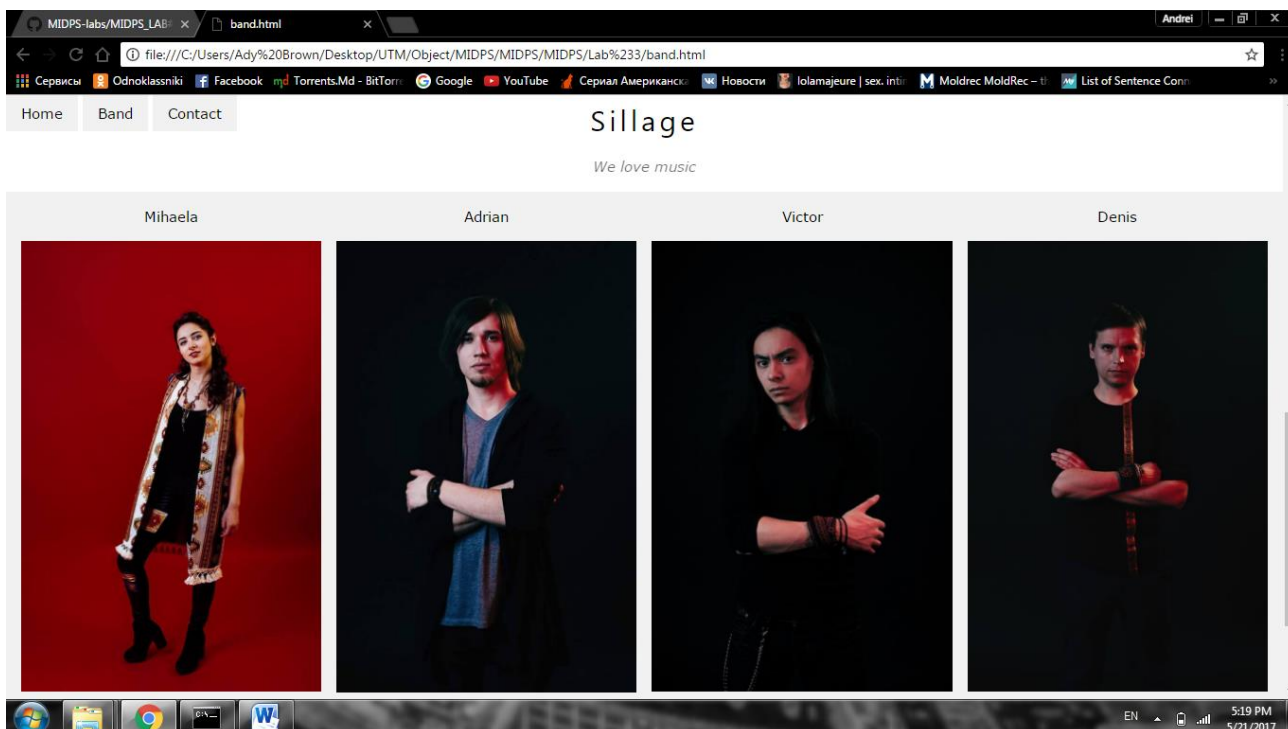 MIDPS-labs/MIDPS_LAB
band.html
Andrei
file:///C:/Users/Ady%20Brown/Desktop/UTM/Object/MIDPS/MIDPS/MIDPS/Lab%233/band.html
Сервисы Odnoklassniki Facebook Torrents.Md - BitTorr Google YouTube Сериал Американска Новости lolamajeure | sex. intin Moldrec MoldRec – th List of Sentence Conn
Home Band Contact
Sillage
We love music
Mihaela Adrian Victor Denis
EN 5:19 PM
5/21/2017